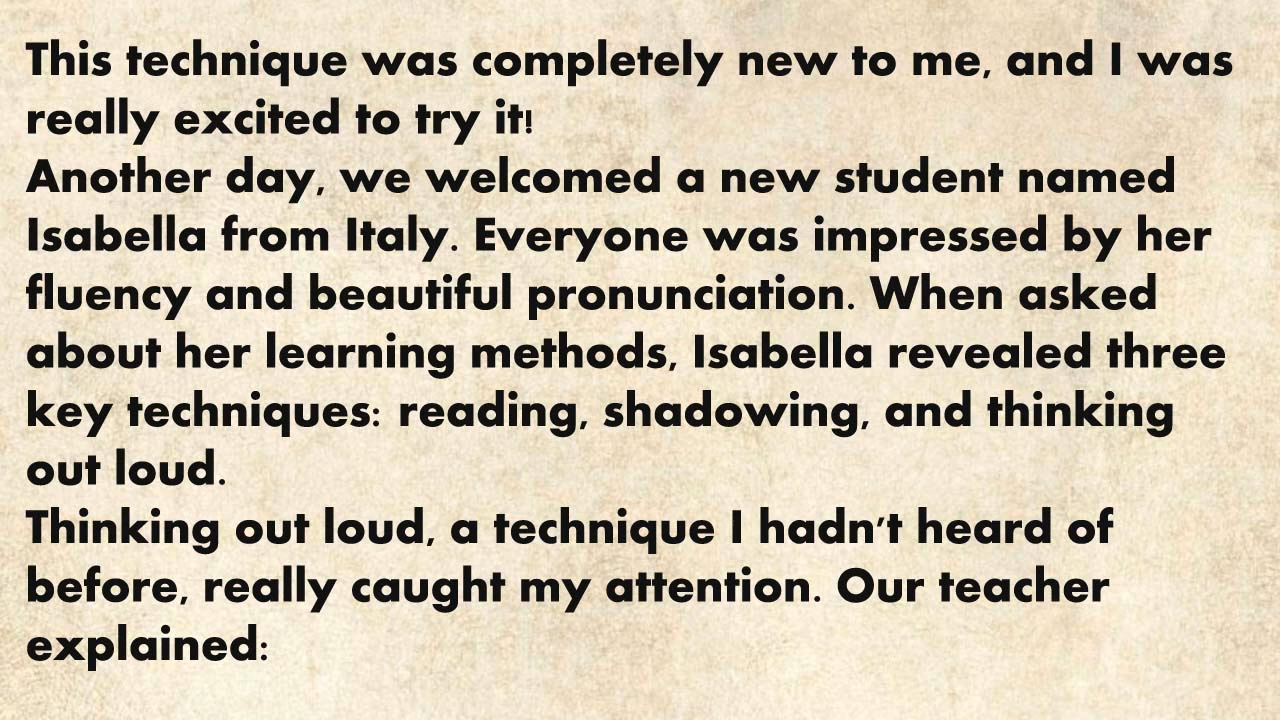 This technique was completely new to me, and I was
really excited to try it!
Another day, we welcomed a new student named
Isabella from Italy. Everyone was impressed by her
fluency and beautiful pronunciation. When asked
about her learning methods, Isabella revealed three
key techniques: reading, shadowing, and thinking
out loud.
Thinking out loud, a technique I hadn't heard of
before, really caught my attention. Our teacher
explained: